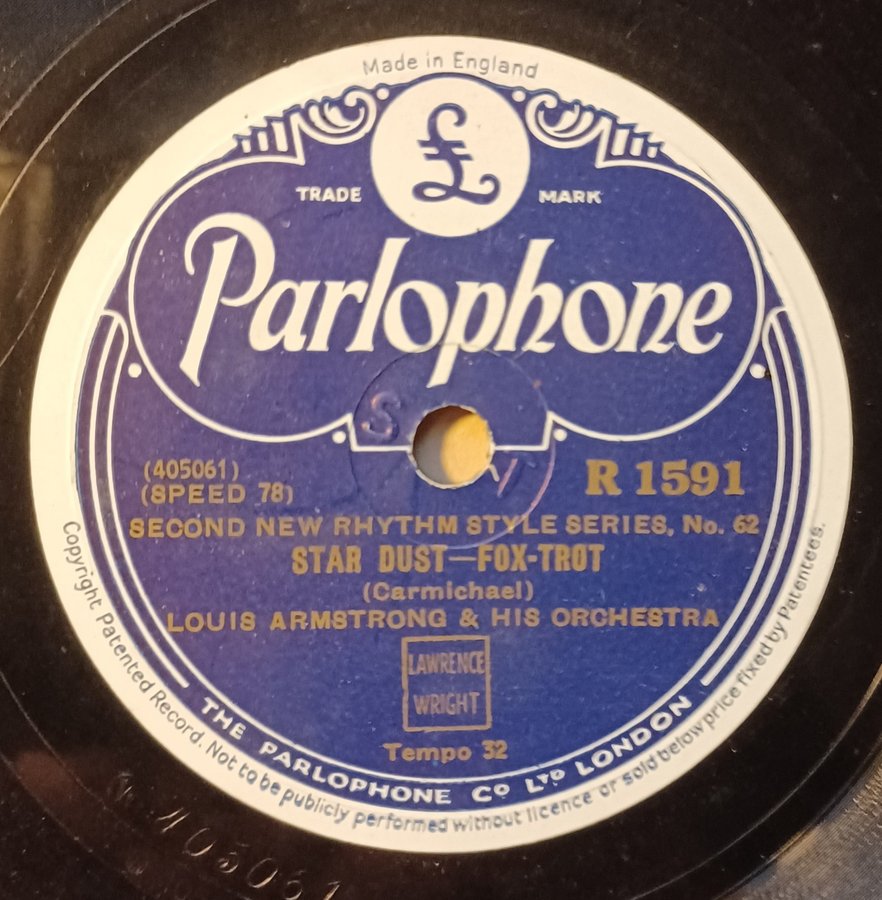 Made in England
£
TRADE MARK
Parlophone
S
(405061)
(SPEED 78)
R 1591
SECOND NEW RHYTHM STYLE SERIES, No. 62
STAR DUST—FOX-TROT
(Carmichael)
LOUIS ARMSTRONG & HIS ORCHESTRA
LAWRENCE
WRIGHT
Tempo 32
THE PARLOPHONE Cº LTD LONDON
Copyright Patented Record. Not to be publicly performed without licence or sold below price fixed by Patentees.
405061